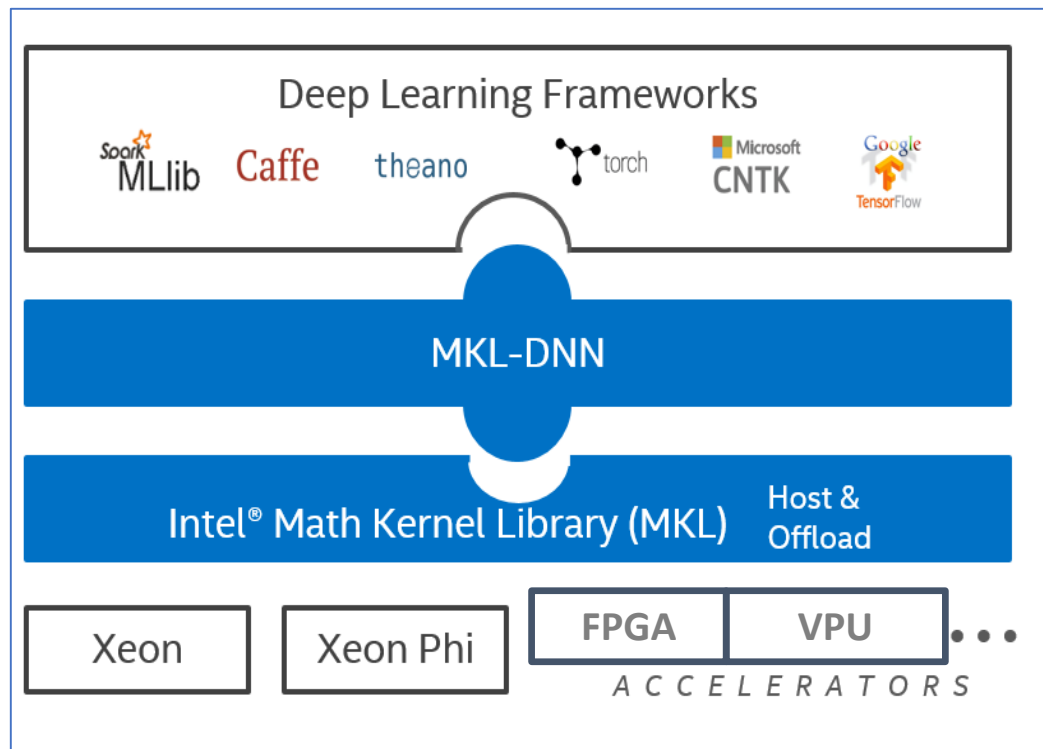 Deep Learning Frameworks
Spark MLlib
Caffe
theano
torch
Microsoft CNTK
Google TensorFlow
MKL-DNN
Intel® Math Kernel Library (MKL)
Host &
Offload
Xeon
Xeon Phi
FPGA
VPU
...
ACCELERATORS